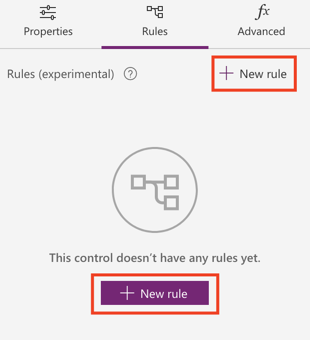 fx
Properties Rules Advanced
Rules (experimental) ? + New rule
This control doesn't have any rules yet.
+ New rule